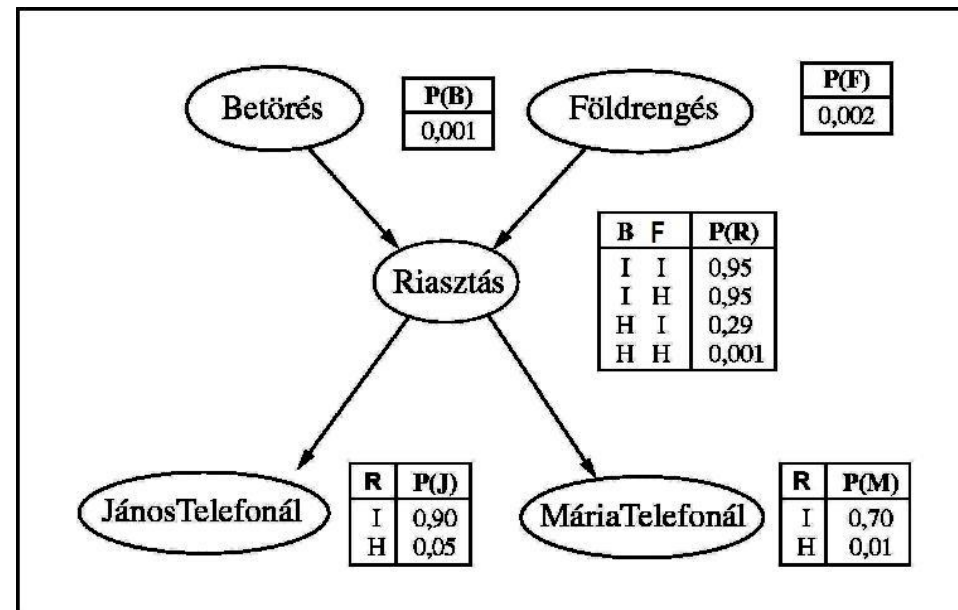 Betörés
P(B)
0,001
Földrengés
P(F)
0,002
Riasztás
B F P(R)
I I 0,95
I H 0,95
H I 0,29
H H 0,001
JánosTelefonál
R P(J)
I 0,90
H 0,05
MáriaTelefonál
R P(M)
I 0,70
H 0,01